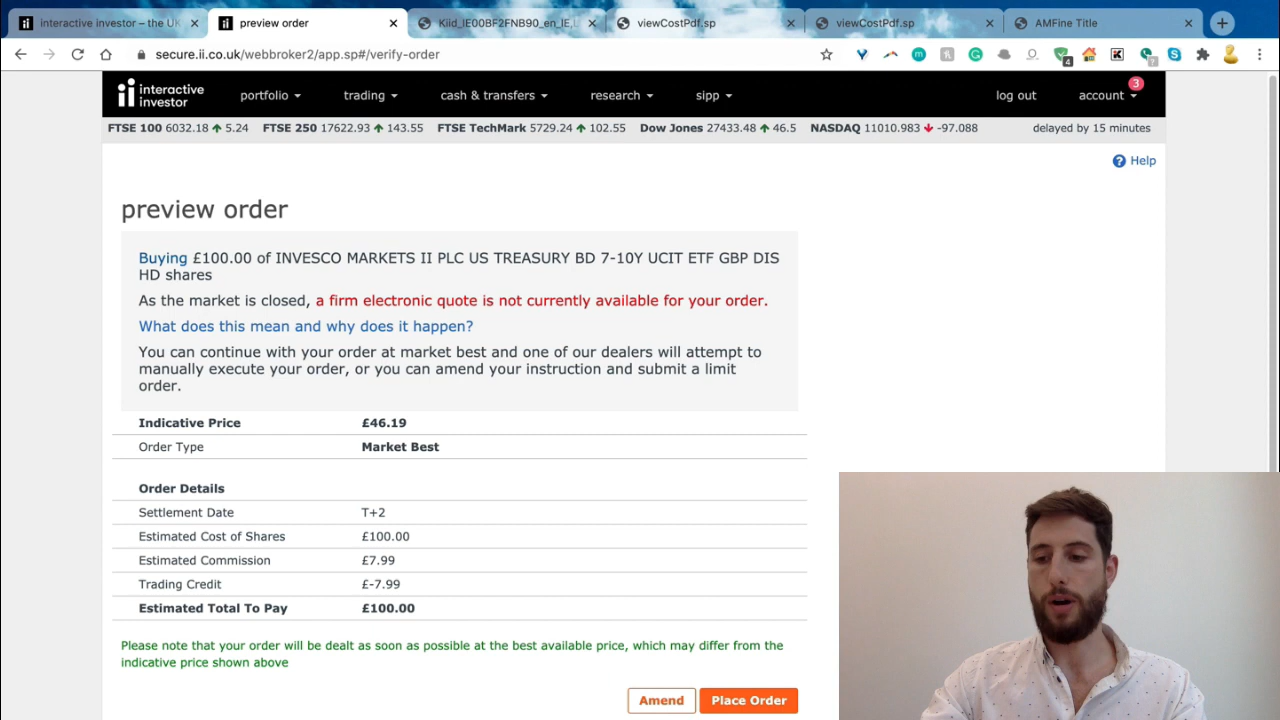 interactive investor – the UK
preview order
Kiid_IE00BF2FNB90_en_IE,
viewCostPdf.sp
viewCostPdf.sp
AMFine Title
secure.ii.co.uk/webbroker2/app.sp#/verify-order
interactive
investor
portfolio
trading
cash & transfers
research
sipp
log out
account
3
FTSE 100 6032.18 5.24 FTSE 250 17622.93 143.55 FTSE TechMark 5729.24 102.55 Dow Jones 27433.48 46.5 NASDAQ 11010.983 -97.088 delayed by 15 minutes
Help
preview order
Buying £100.00 of INVESCO MARKETS II PLC US TREASURY BD 7-10Y UCIT ETF GBP DIS
HD shares
As the market is closed, a firm electronic quote is not currently available for your order.
What does this mean and why does it happen?
You can continue with your order at market best and one of our dealers will attempt to
manually execute your order, or you can amend your instruction and submit a limit
order.
Indicative Price £46.19
Order Type Market Best
Order Details
Settlement Date T+2
Estimated Cost of Shares £100.00
Estimated Commission £7.99
Trading Credit £-7.99
Estimated Total To Pay £100.00
Please note that your order will be dealt as soon as possible at the best available price, which may differ from the
indicative price shown above
Amend Place Order